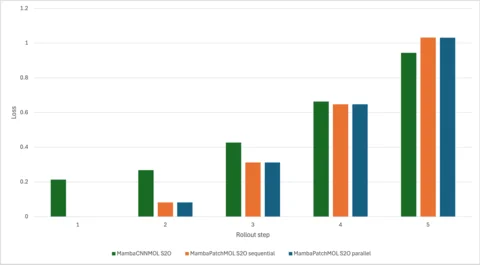 1.2
1
0.8
0.6
0.4
0.2
0
Loss
1 2 3 4 5
Rollout step
MambaCNNMOL S2O MambaPatchMOL S2O sequential MambaPatchMOL S2O parallel